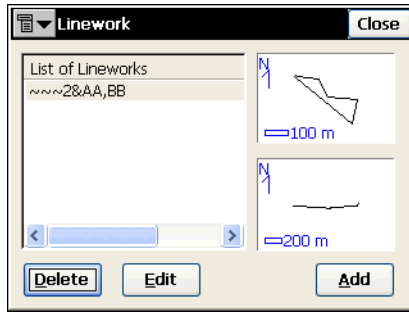 Linework
Close
List of Lineworks
~~~2&AA,BB
N
100 m
N
200 m
Delete
Edit
Add